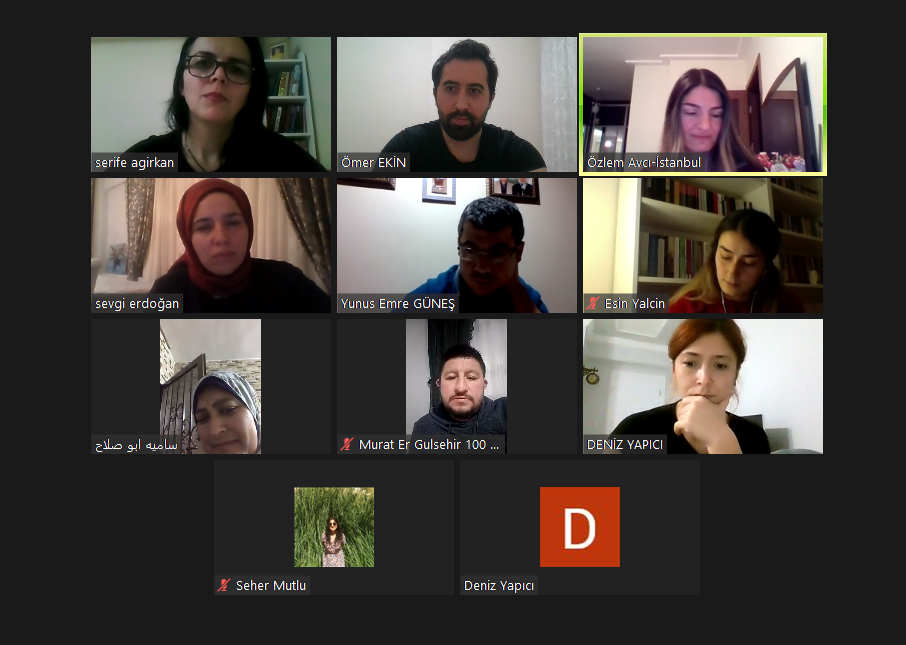 serife agirkan
Ömer EKİN
Özlem Avcı-İstanbul
sevgi erdoğan
Yunus Emre GÜNEŞ
Esin Yalcin
ساميه ابو صلاح
Murat Er Gulsehir 100 ...
DENİZ YAPICI
Seher Mutlu
D
Deniz Yapıcı